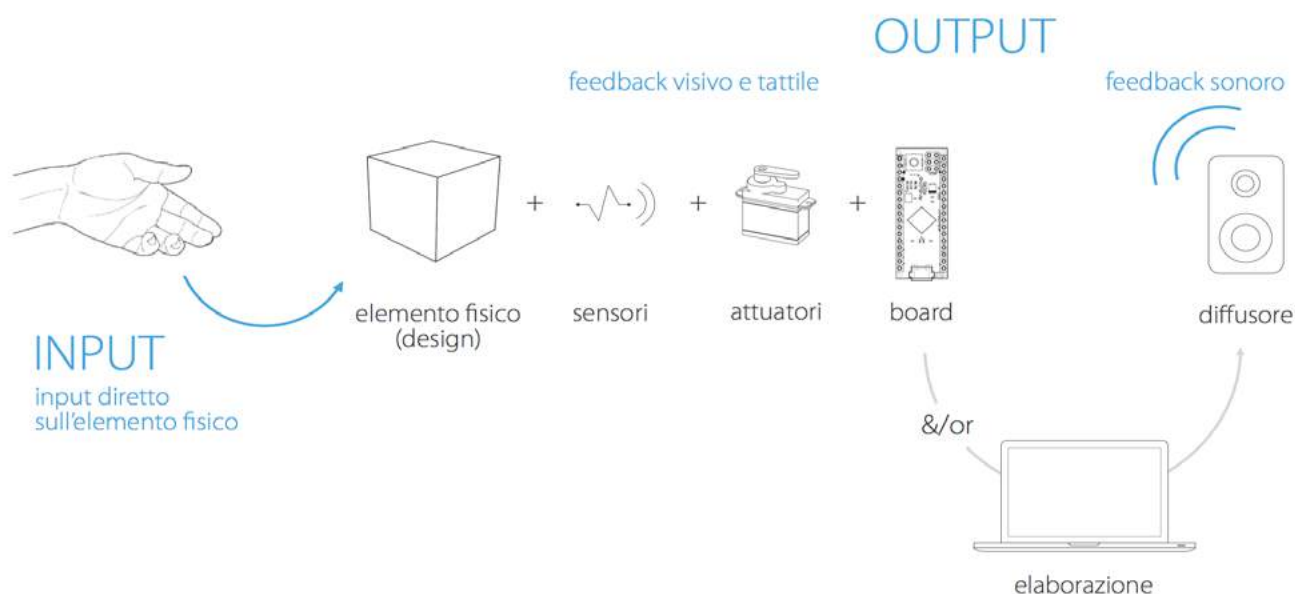 OUTPUT
feedback visivo e tattile
feedback sonoro
+
+
+
elemento fisico
(design)
sensori
attuatori
board
diffusore
INPUT
input diretto
sull'elemento fisico
&/or
elaborazione